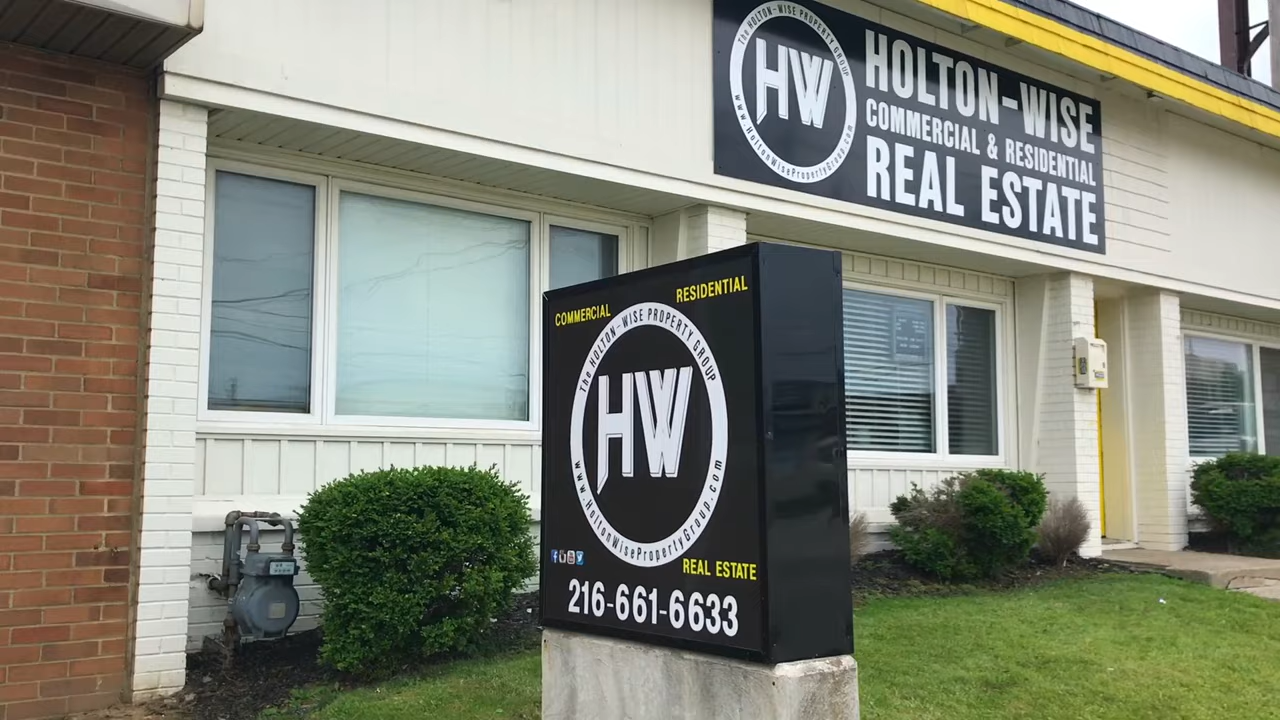 The HOLTON-WISE PROPERTY GROUP
HW
www.HoltonWisePropertyGroup.com
HOLTON-WISE
COMMERCIAL & RESIDENTIAL
REAL ESTATE
COMMERCIAL
RESIDENTIAL
The HOLTON-WISE PROPERTY GROUP
HW
www.HoltonWisePropertyGroup.com
REAL ESTATE
216-661-6633